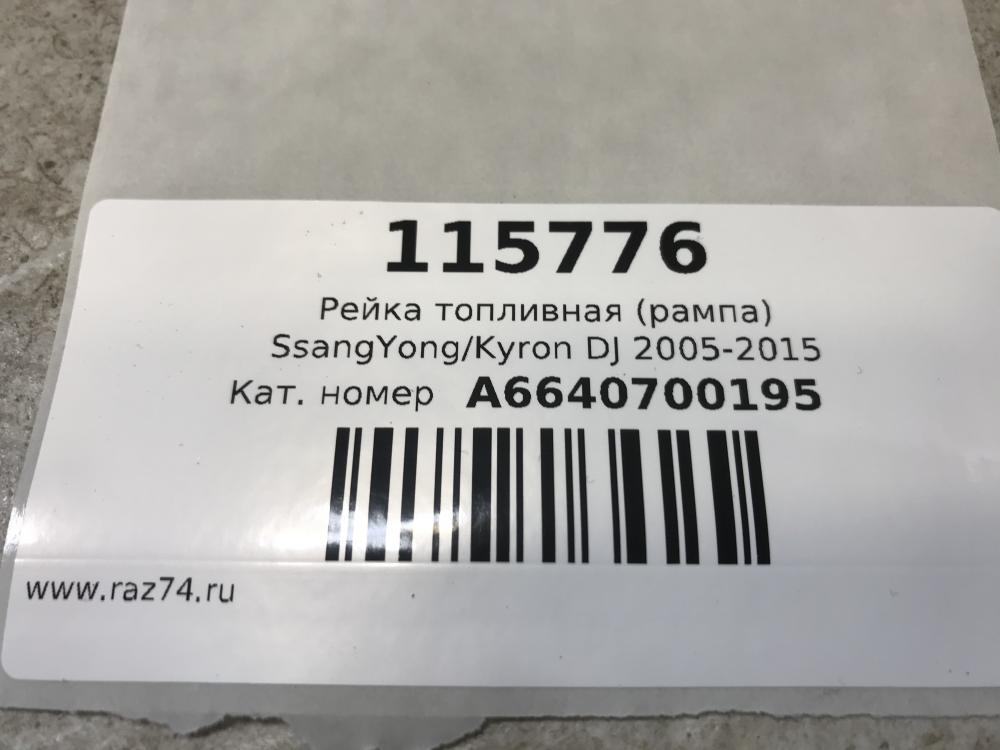 115776
Рейка топливная (рампа)
SsangYong/Kyron DJ 2005-2015
Кат. номер A6640700195
www.raz74.ru